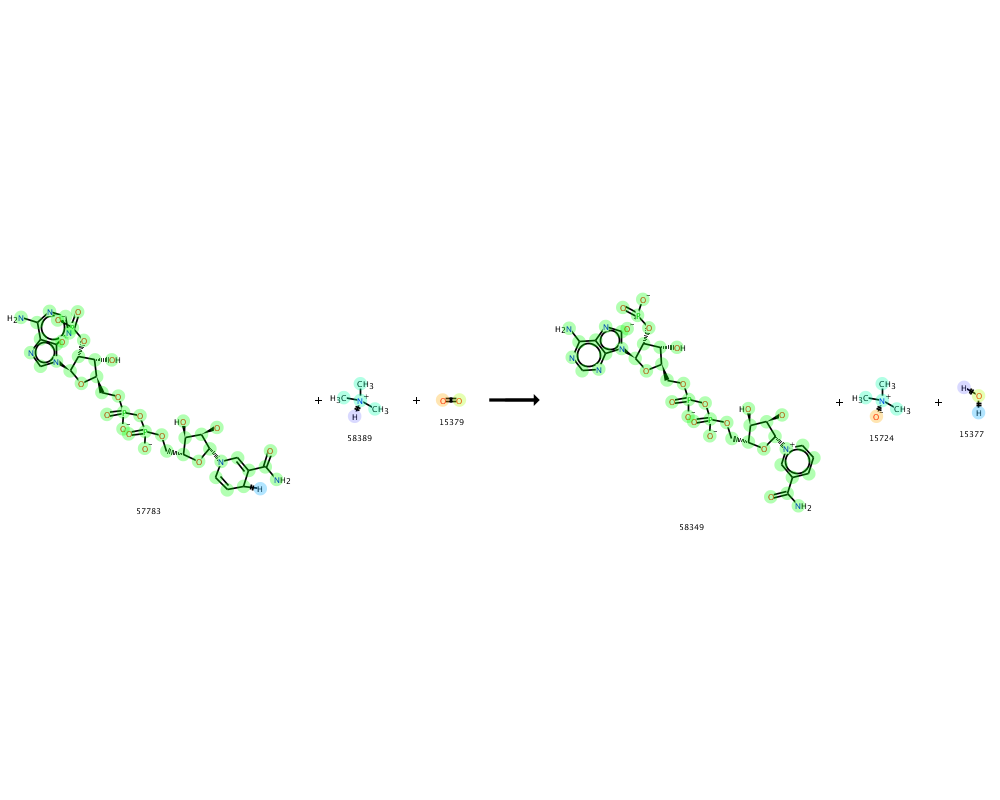 H₂N N O
O
N
N N O
O OH
O
O
O O
O⁻ O
HO O
O⁻
O
N
O
NH₂
H
57783
+
CH₃
H₃C N⁺ CH₃
H
58389
+
O O
15379
O⁻
O
O
H₂N N O⁻
N N
N OH
O
O
O O
O
O⁻
HO O
O
N⁺
O
NH₂
58349
+
CH₃
H₃C N⁺ CH₃
O⁻
15724
+
H O
H
15377